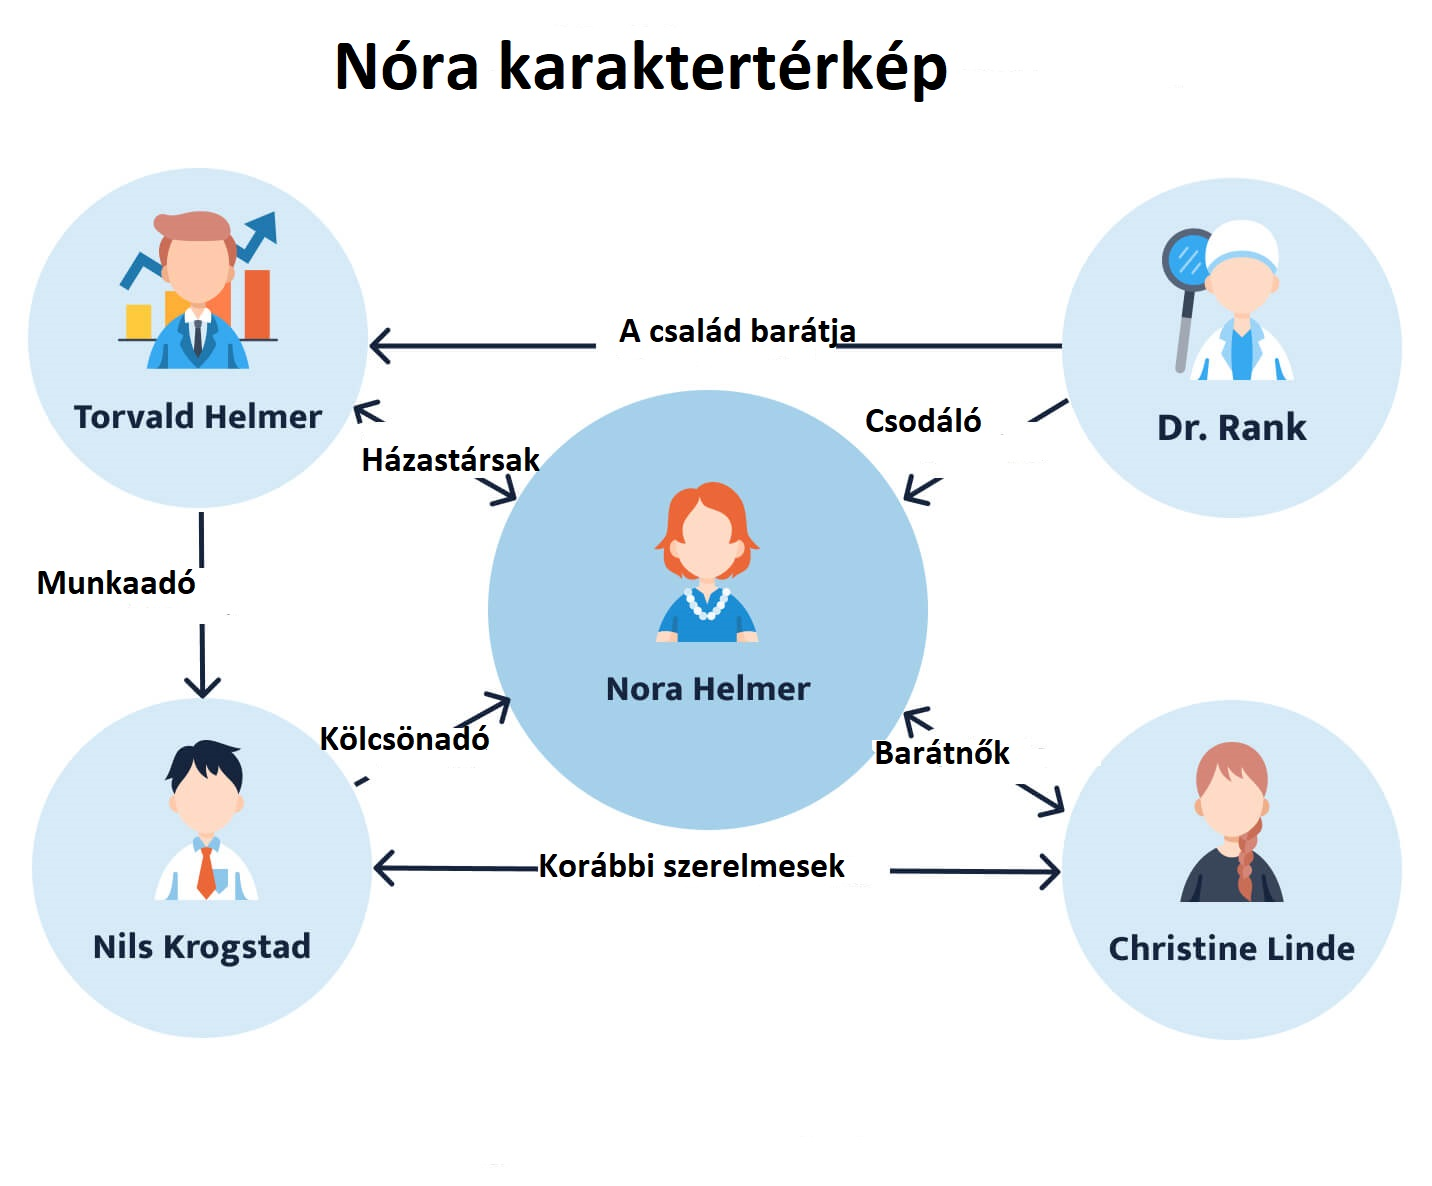 Nóra karaktertérkép
A család barátja
Torvald Helmer
Csodáló
Dr. Rank
Házastársak
Munkaadó
Nora Helmer
Kölcsönadó
Barátnők
Korábbi szerelmesek
Nils Krogstad
Christine Linde